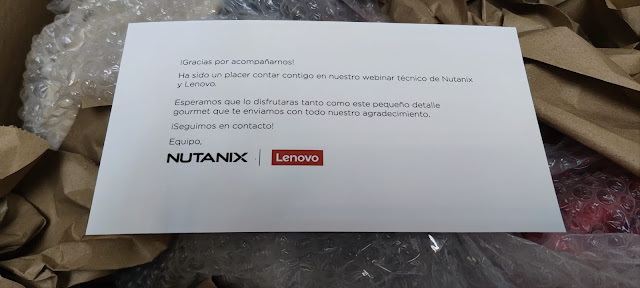 ¡Gracias por acompañarnos!
Ha sido un placer contar contigo en nuestro webinar técnico de Nutanix
y Lenovo.
Esperamos que lo disfrutaras tanto como este pequeño detalle
gourmet que te enviamos con todo nuestro agradecimiento.
¡Seguimos en contacto!
Equipo,
NUTANIX | Lenovo